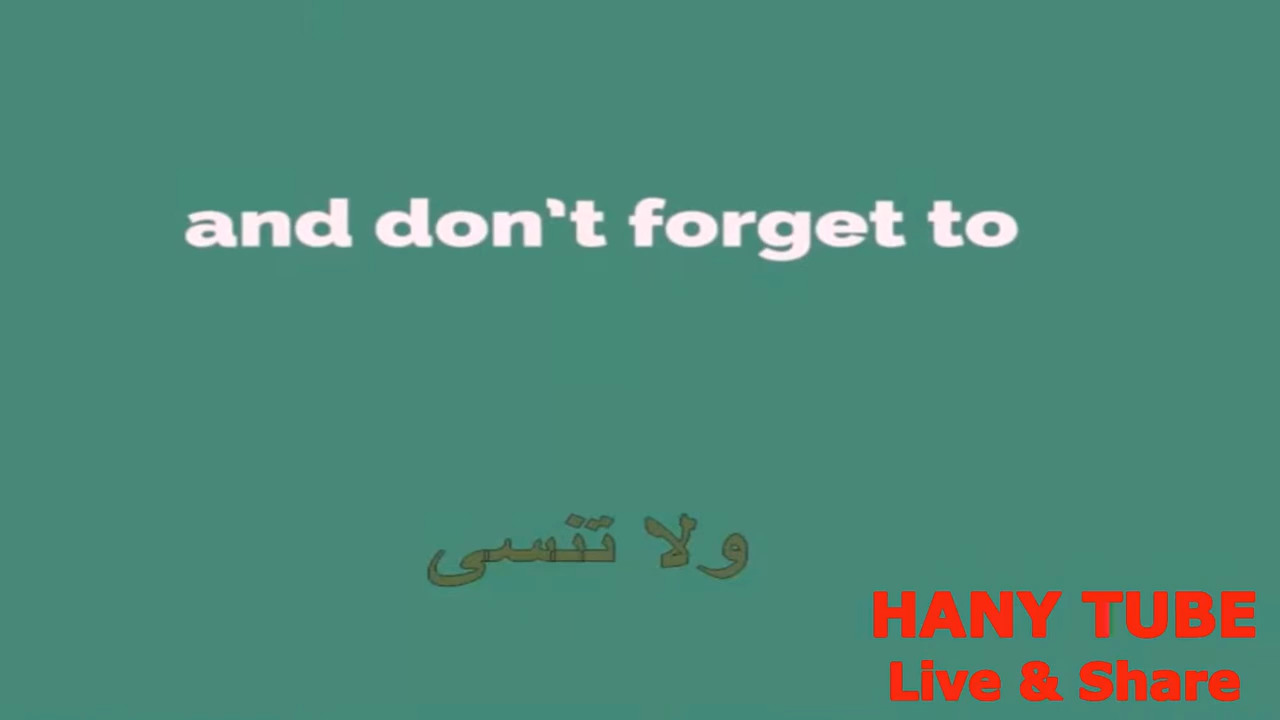 and don't forget to
ولا تنسى
HANY TUBE
Live & Share